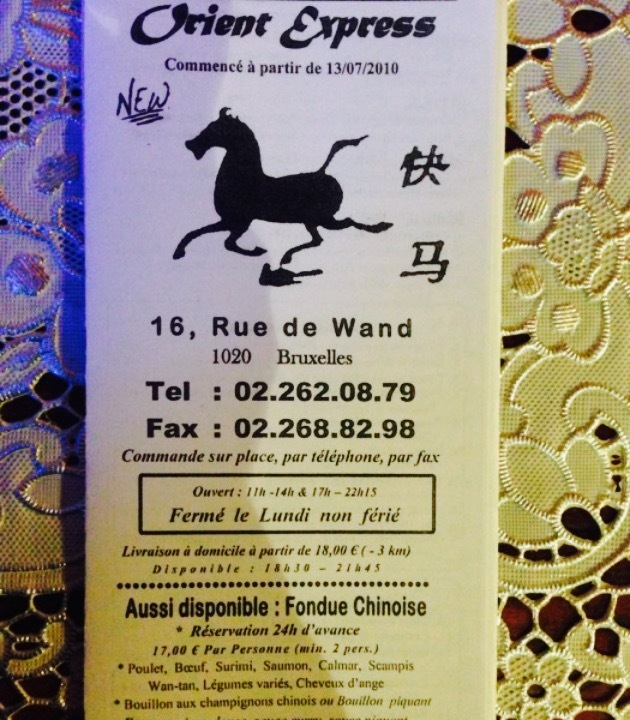 Orient Express
Commencé à partir de 13/07/2010
NEW
快
马
16, Rue de Wand
1020 Bruxelles
Tel : 02.262.08.79
Fax : 02.268.82.98
Commande sur place, par téléphone, par fax
Ouvert : 11h -14h & 17h – 22h15
Fermé le Lundi non férié
Livraison à domicile à partir de 18,00 € ( - 3 km)
Disponible : 18h30 – 21h45
Aussi disponible : Fondue Chinoise
* Réservation 24h d'avance
17,00 € Par Personne (min. 2 pers.)
* Poulet, Bœuf, Surimi, Saumon, Calmar, Scampis
Wan-tan, Légumes variés, Cheveux d'ange
* Bouillon aux champignons chinois ou Bouillon piquant